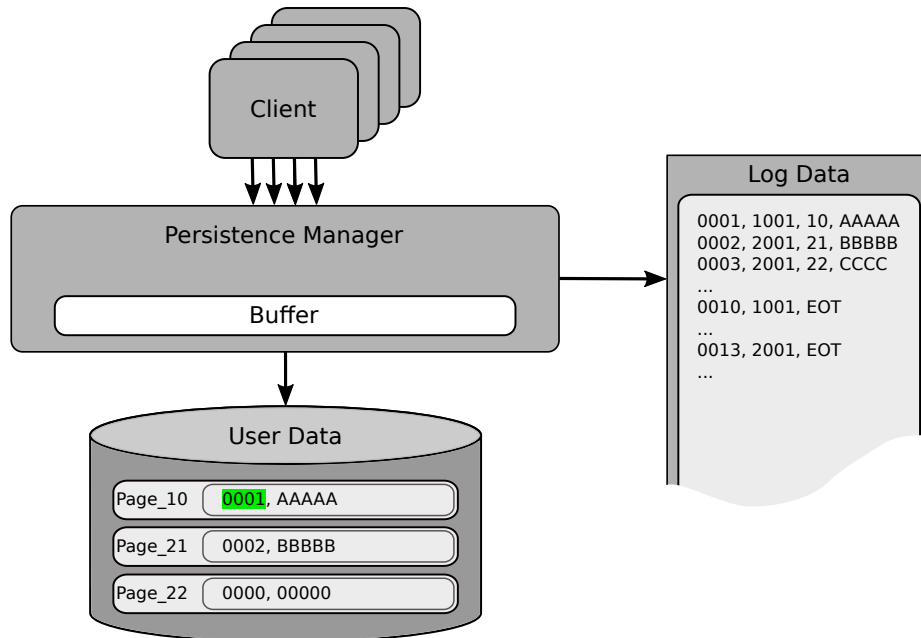 Client
Persistence Manager
Buffer
Log Data
0001, 1001, 10, AAAAA
0002, 2001, 21, BBBBB
0003, 2001, 22, CCCC
...
0010, 1001, EOT
...
0013, 2001, EOT
...
User Data
Page_10 0001, AAAAA
Page_21 0002, BBBBB
Page_22 0000, 00000